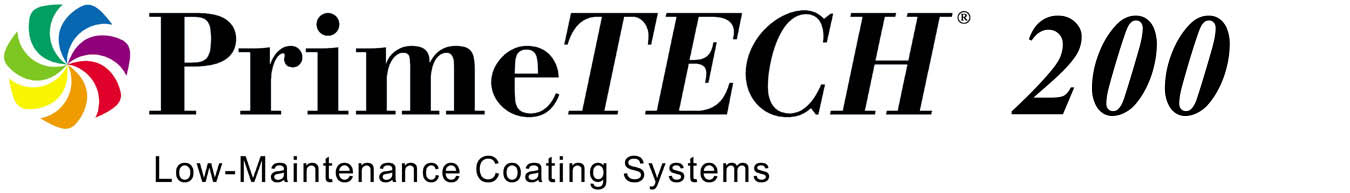 PrimeTECH® 200
Low-Maintenance Coating Systems